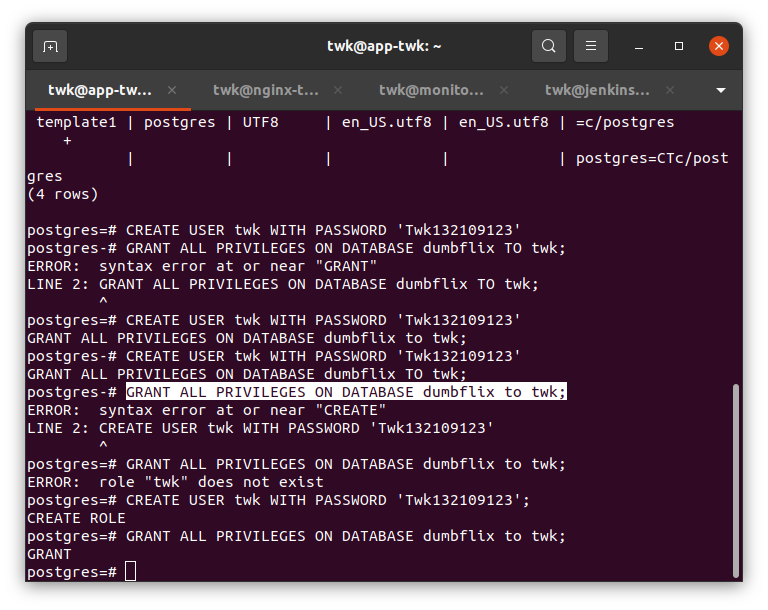 twk@app-twk: ~
twk@app-tw...
twk@nginx-t...
twk@monito...
twk@jenkins...
template1 | postgres | UTF8     | en_US.utf8 | en_US.utf8 | =c/postgres
    +
           |          |          |            |            | postgres=CTc/post
gres
(4 rows)
postgres=# CREATE USER twk WITH PASSWORD 'Twk132109123'
postgres-# GRANT ALL PRIVILEGES ON DATABASE dumbflix TO twk;
ERROR:  syntax error at or near "GRANT"
LINE 2: GRANT ALL PRIVILEGES ON DATABASE dumbflix TO twk;
        ^
postgres=# CREATE USER twk WITH PASSWORD 'Twk132109123'
GRANT ALL PRIVILEGES ON DATABASE dumbflix to twk;
postgres-# CREATE USER twk WITH PASSWORD 'Twk132109123'
GRANT ALL PRIVILEGES ON DATABASE dumbflix TO twk;
postgres-# GRANT ALL PRIVILEGES ON DATABASE dumbflix to twk;
ERROR:  syntax error at or near "CREATE"
LINE 2: CREATE USER twk WITH PASSWORD 'Twk132109123'
        ^
postgres=# GRANT ALL PRIVILEGES ON DATABASE dumbflix to twk;
ERROR:  role "twk" does not exist
postgres=# CREATE USER twk WITH PASSWORD 'Twk132109123';
CREATE ROLE
postgres=# GRANT ALL PRIVILEGES ON DATABASE dumbflix to twk;
GRANT
postgres=#